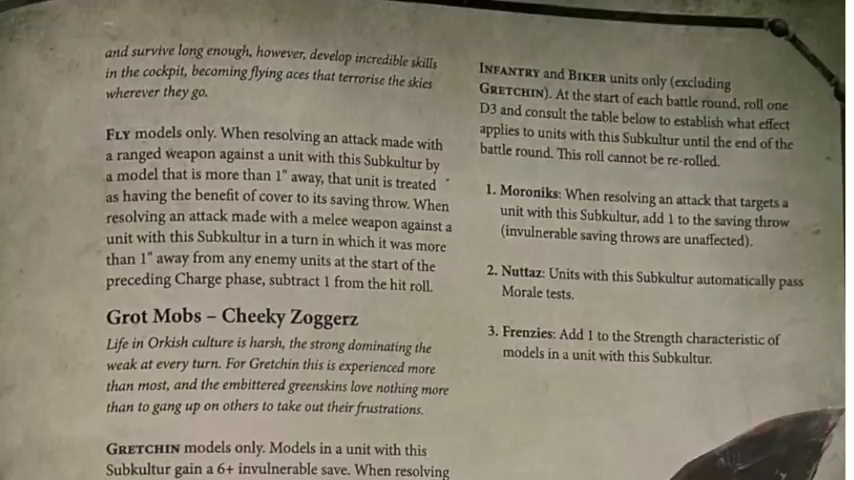 and survive long enough, however, develop incredible skills
in the cockpit, becoming flying aces that terrorise the skies
wherever they go.
FLY models only. When resolving an attack made with
a ranged weapon against a unit with this Subkultur by
a model that is more than 1" away, that unit is treated
as having the benefit of cover to its saving throw. When
resolving an attack made with a melee weapon against a
unit with this Subkultur in a turn in which it was more
than 1" away from any enemy units at the start of the
preceding Charge phase, subtract 1 from the hit roll.
Grot Mobs – Cheeky Zoggerz
Life in Orkish culture is harsh, the strong dominating the
weak at every turn. For Gretchin this is experienced more
than most, and the embittered greenskins love nothing more
than to gang up on others to take out their frustrations.
GRETCHIN models only. Models in a unit with this
Subkultur gain a 6+ invulnerable save. When resolving
INFANTRY and BIKER units only (excluding
GRETCHIN). At the start of each battle round, roll one
D3 and consult the table below to establish what effect
applies to units with this Subkultur until the end of the
battle round. This roll cannot be re-rolled.
1. Moroniks: When resolving an attack that targets a
unit with this Subkultur, add 1 to the saving throw
(invulnerable saving throws are unaffected).
2. Nuttaz: Units with this Subkultur automatically pass
Morale tests.
3. Frenzies: Add 1 to the Strength characteristic of
models in a unit with this Subkultur.